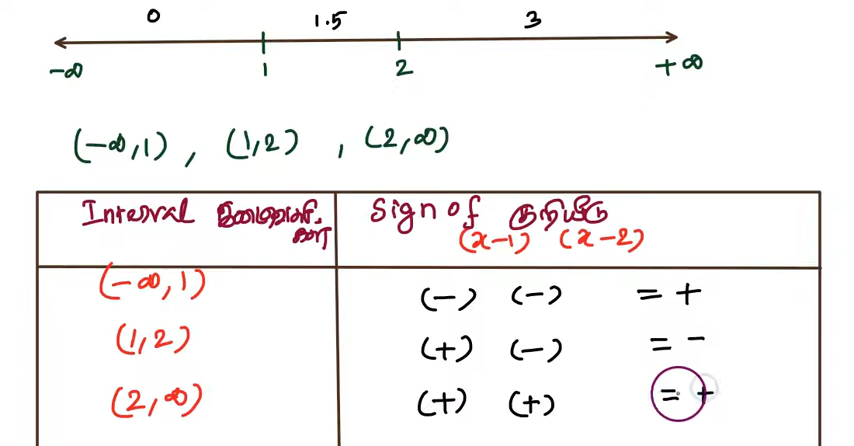 0 1.5 3
-∞ 1 2 +∞
(-∞,1) , (1,2) , (2,∞)
Interval Sign of குறியீடு
(x-1) (x-2)
(-∞,1) (-) (-) = +
(1,2) (+) (-) = -
(2,∞) (+) (+) = +